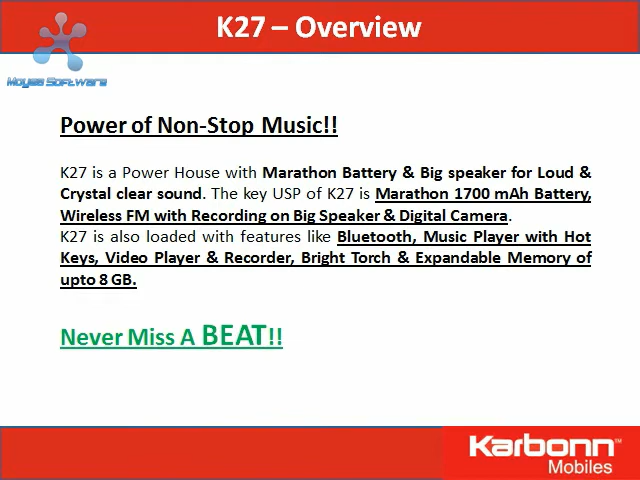 K27 – Overview
Moyea Software
Power of Non-Stop Music!!
K27 is a Power House with Marathon Battery & Big speaker for Loud &
Crystal clear sound. The key USP of K27 is Marathon 1700 mAh Battery,
Wireless FM with Recording on Big Speaker & Digital Camera.
K27 is also loaded with features like Bluetooth, Music Player with Hot
Keys, Video Player & Recorder, Bright Torch & Expandable Memory of
upto 8 GB.
Never Miss A BEAT!!
Karbonn™
Mobiles